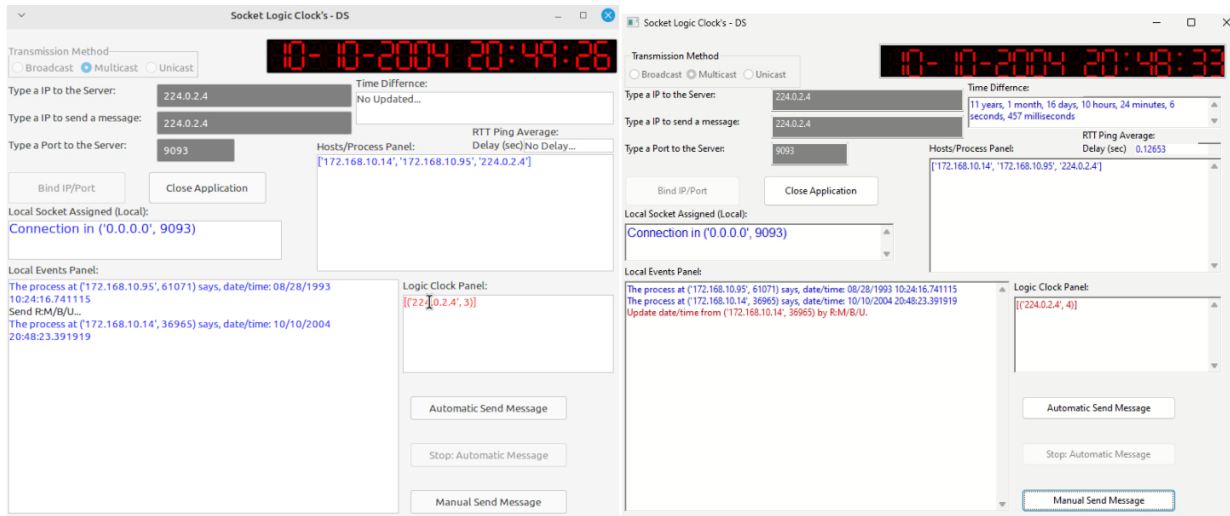 Socket Logic Clock's - DS
Transmission Method
10-10-2004 20:49:26
Broadcast Multicast Unicast
Time Differnce:
Type a IP to the Server:
224.0.2.4
No Updated...
Type a IP to send a message:
224.0.2.4
RTT Ping Average:
Type a Port to the Server:
9093
Hosts/Process Panel:
Delay (sec) No Delay...
['172.168.10.14', '172.168.10.95', '224.0.2.4']
Bind IP/Port
Close Application
Local Socket Assigned (Local):
Connection in ('0.0.0.0', 9093)
Local Events Panel:
The process at ('172.168.10.95', 61071) says, date/time: 08/28/1993
10:24:16.741115
Send R:M/B/U...
The process at ('172.168.10.14', 36965) says, date/time: 10/10/2004
20:48:23.391919
Logic Clock Panel:
[('224.0.2.4', 3)]
Automatic Send Message
Stop: Automatic Message
Manual Send Message
Socket Logic Clock's - DS
Transmission Method
10-10-2004 20:48:33
Broadcast Multicast Unicast
Time Differnce:
Type a IP to the Server:
224.0.2.4
11 years, 1 month, 16 days, 10 hours, 24 minutes, 6
seconds, 457 milliseconds
Type a IP to send a message:
224.0.2.4
RTT Ping Average:
Type a Port to the Server:
9093
Hosts/Process Panel:
Delay (sec) 0.12653
['172.168.10.14', '172.168.10.95', '224.0.2.4']
Bind IP/Port
Close Application
Local Socket Assigned (Local):
Connection in ('0.0.0.0', 9093)
Local Events Panel:
The process at ('172.168.10.95', 61071) says, date/time: 08/28/1993 10:24:16.741115
The process at ('172.168.10.14', 36965) says, date/time: 10/10/2004 20:48:23.391919
Update date/time from ('172.168.10.14', 36965) by R:M/B/U.
Logic Clock Panel:
[('224.0.2.4', 4)]
Automatic Send Message
Stop: Automatic Message
Manual Send Message